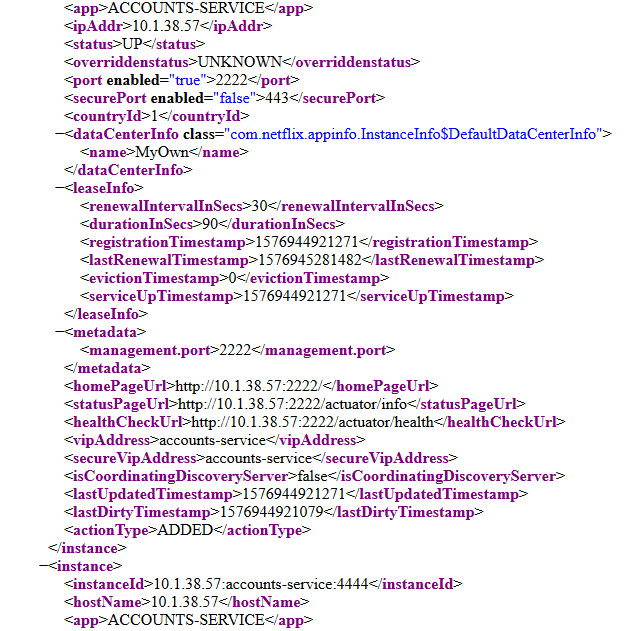 <app>ACCOUNTS-SERVICE</app>
<ipAddr>10.1.38.57</ipAddr>
<status>UP</status>
<overriddenstatus>UNKNOWN</overriddenstatus>
<port enabled="true">2222</port>
<securePort enabled="false">443</securePort>
<countryId>1</countryId>
−<dataCenterInfo class="com.netflix.appinfo.InstanceInfo$DefaultDataCenterInfo">
<name>MyOwn</name>
</dataCenterInfo>
−<leaseInfo>
<renewalIntervalInSecs>30</renewalIntervalInSecs>
<durationInSecs>90</durationInSecs>
<registrationTimestamp>1576944921271</registrationTimestamp>
<lastRenewalTimestamp>1576945281482</lastRenewalTimestamp>
<evictionTimestamp>0</evictionTimestamp>
<serviceUpTimestamp>1576944921271</serviceUpTimestamp>
</leaseInfo>
−<metadata>
<management.port>2222</management.port>
</metadata>
<homePageUrl>http://10.1.38.57:2222/</homePageUrl>
<statusPageUrl>http://10.1.38.57:2222/actuator/info</statusPageUrl>
<healthCheckUrl>http://10.1.38.57:2222/actuator/health</healthCheckUrl>
<vipAddress>accounts-service</vipAddress>
<secureVipAddress>accounts-service</secureVipAddress>
<isCoordinatingDiscoveryServer>false</isCoordinatingDiscoveryServer>
<lastUpdatedTimestamp>1576944921271</lastUpdatedTimestamp>
<lastDirtyTimestamp>1576944921079</lastDirtyTimestamp>
<actionType>ADDED</actionType>
</instance>
−<instance>
<instanceId>10.1.38.57:accounts-service:4444</instanceId>
<hostName>10.1.38.57</hostName>
<app>ACCOUNTS-SERVICE</app>